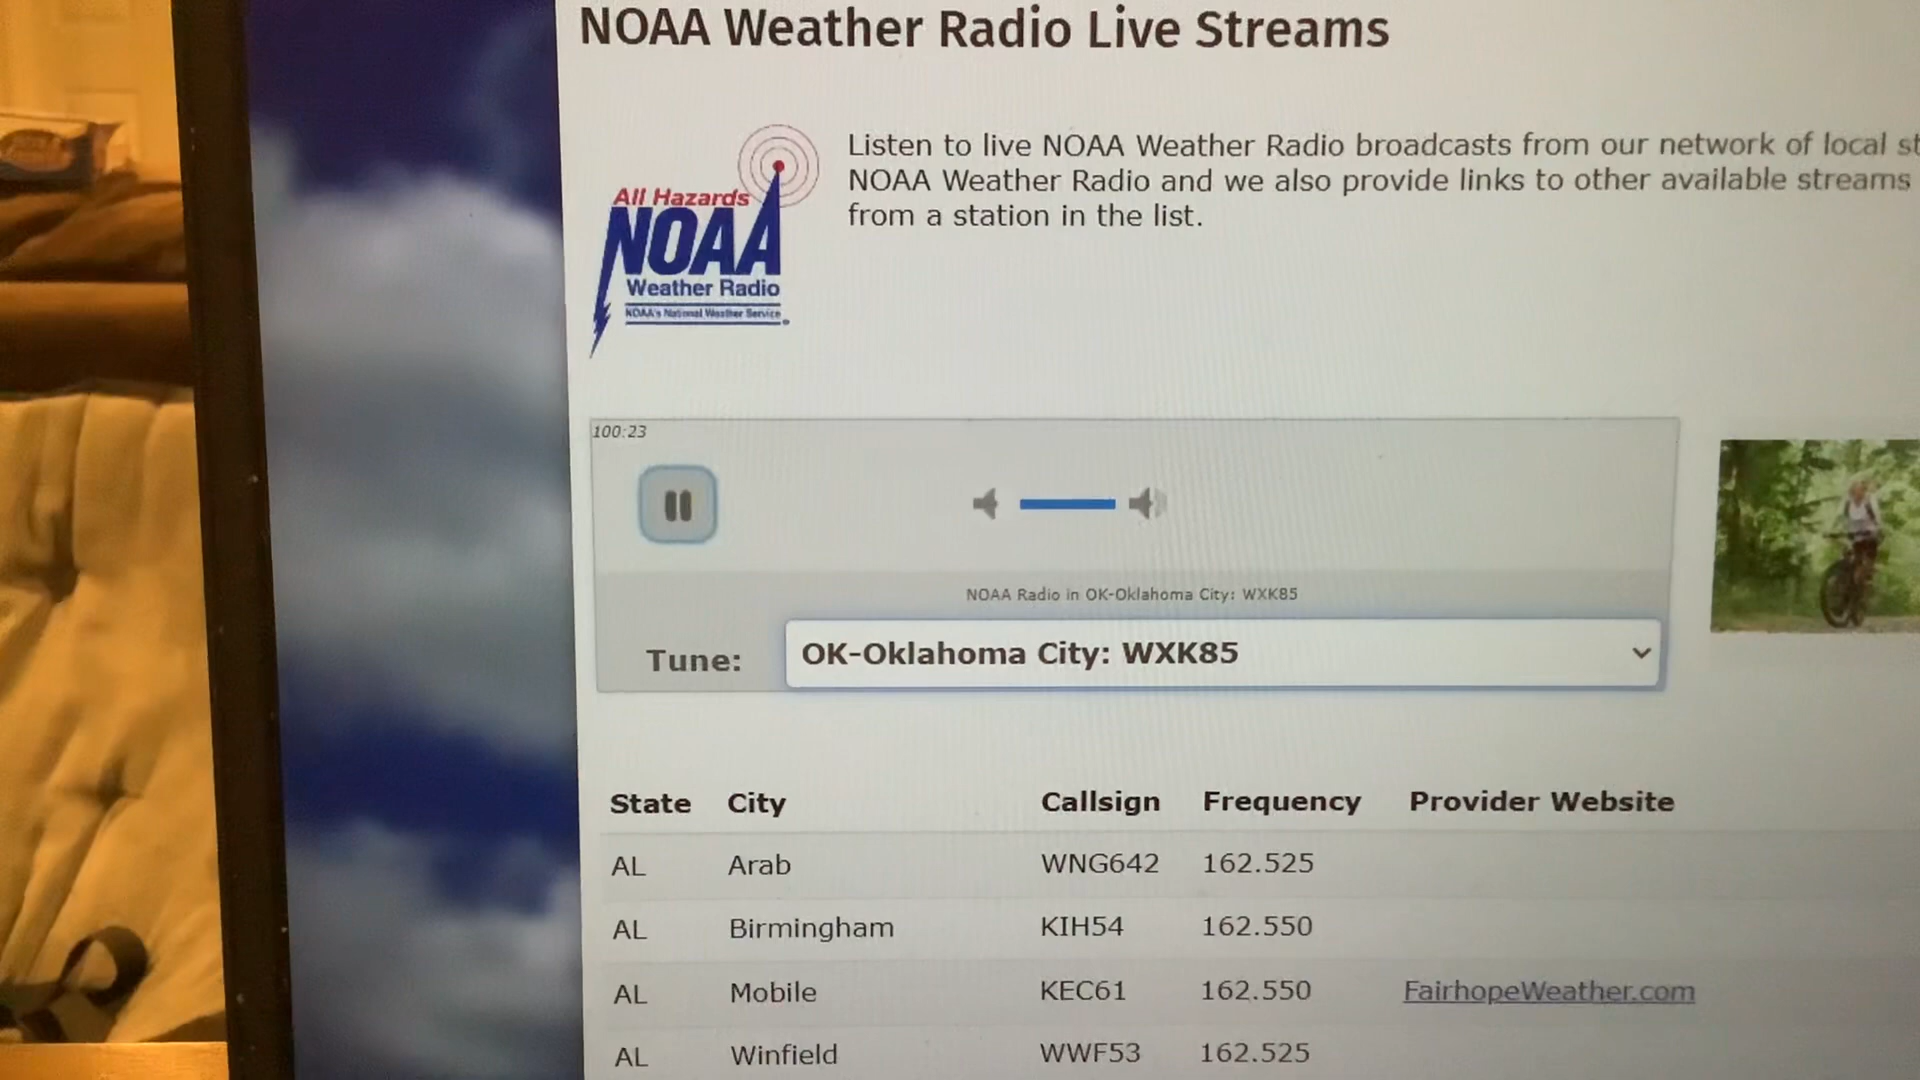 NOAA Weather Radio Live Streams
All Hazards
NOAA
Weather Radio
NOAA's National Weather Service
Listen to live NOAA Weather Radio broadcasts from our network of local st
NOAA Weather Radio and we also provide links to other available streams
from a station in the list.
100:23
NOAA Radio in OK-Oklahoma City: WXK85
Tune: OK-Oklahoma City: WXK85
State City Callsign Frequency Provider Website
AL Arab WNG642 162.525
AL Birmingham KIH54 162.550
AL Mobile KEC61 162.550 FairhopeWeather.com
AL Winfield WWF53 162.525